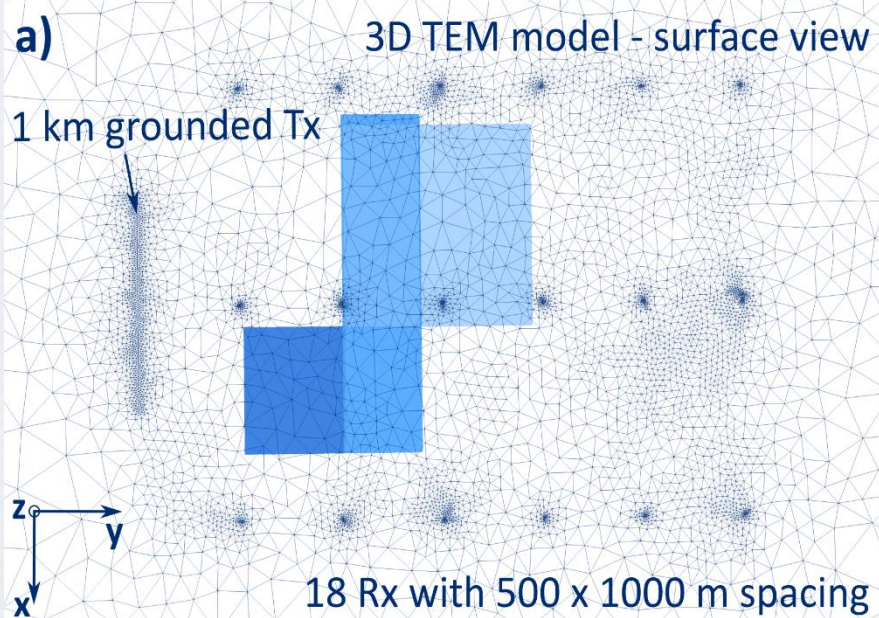 a)
3D TEM model - surface view
1 km grounded Tx
z
y
x
18 Rx with 500 x 1000 m spacing